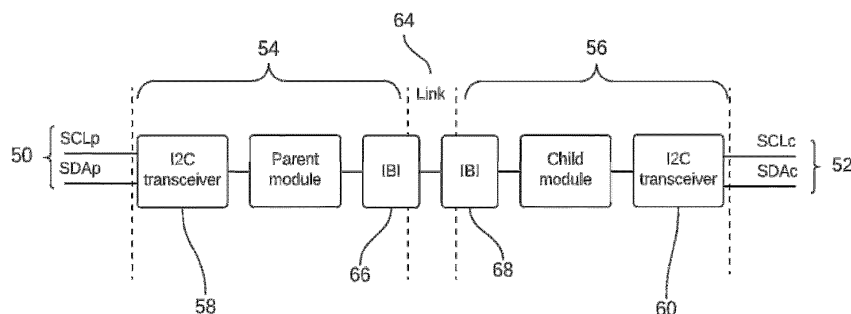 64
54
56
Link
50
SCLp
SDAp
I2C
transceiver
Parent
module
IBI
IBI
Child
module
I2C
transceiver
SCLc
SDAc
52
58
66
68
60